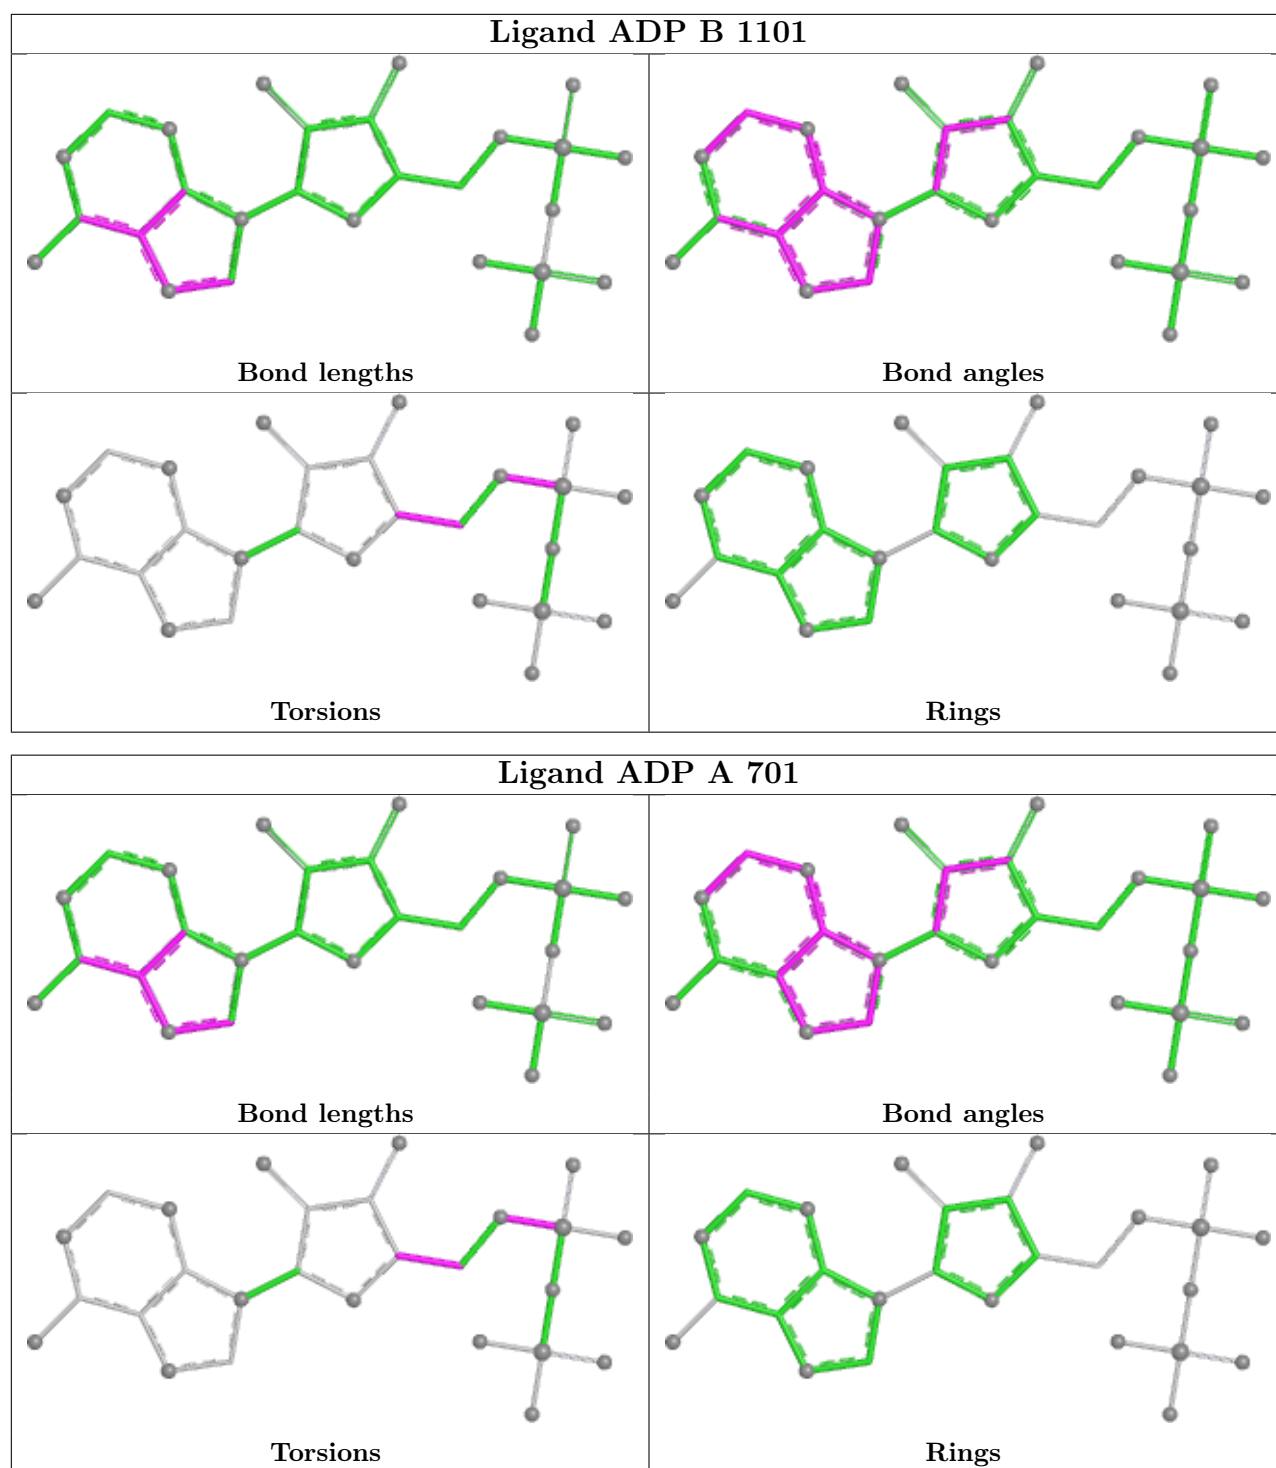 Ligand ADP B 1101
Bond lengths
Bond angles
Torsions
Rings
Ligand ADP A 701
Bond lengths
Bond angles
Torsions
Rings